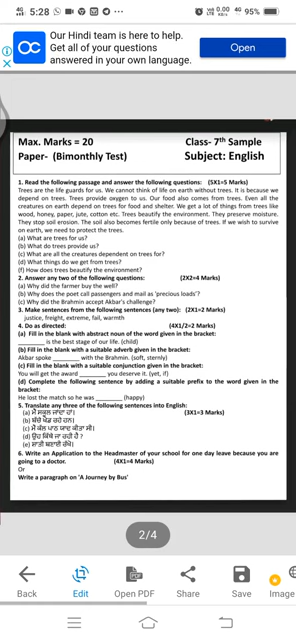 5:28
4G 95%
Our Hindi team is here to help.
Get all of your questions
answered in your own language.
Open
Max. Marks = 20 Class- 7th Sample
Paper- (Bimonthly Test) Subject: English
1. Read the following passage and answer the following questions: (5X1=5 Marks)
Trees are the life guards for us. We cannot think of life on earth without trees. It is because we
depend on trees. Trees provide oxygen to us. Our food also comes from trees. Even all the
creatures on earth depend on trees for food and shelter. We get a lot of things from trees like
wood, honey, paper, jute, cotton etc. Trees beautify the environment. They preserve moisture.
They stop soil erosion. The soil also becomes fertile only because of trees. If we wish to survive
on earth, we need to protect the trees.
(a) What are trees for us?
(b) What do trees provide us?
(c) What are all the creatures dependent on trees for?
(d) What things do we get from trees?
(f) How does trees beautify the environment?
2. Answer any two of the following questions: (2X2=4 Marks)
(a) Why did the farmer buy the well?
(b) Why does the poet call passengers and mail as 'precious loads'?
(c) Why did the Brahmin accept Akbar's challenge?
3. Make sentences from the following sentences (any two): (2X1=2 Marks)
justice, freight, extreme, fail, warmth
4. Do as directed: (4X1/2=2 Marks)
(a) Fill in the blank with abstract noun of the word given in the bracket:
________ is the best stage of our life. (child)
(b) Fill in the blank with a suitable adverb given in the bracket:
Akbar spoke ________ with the Brahmin. (soft, sternly)
(c) Fill in the blank with a suitable conjunction given in the bracket:
You will get the award ________ you deserve it. (yet, if)
(d) Complete the following sentence by adding a suitable prefix to the word given in the
bracket:
He lost the match so he was ________ (happy)
5. Translate any three of the following sentences into English:
(a) ਮੈਂ ਸਕੂਲ ਜਾਂਦਾ ਹਾਂ। (3X1=3 Marks)
(b) ਬੱਚੇ ਖੇਡ ਰਹੇ ਹਨ।
(c) ਮੈਂ ਕੱਲ ਪਾਠ ਯਾਦ ਕੀਤਾ ਸੀ।
(d) ਉਹ ਕਿੱਥੇ ਜਾ ਰਹੀ ਹੈ?
(e) ਸ਼ਾਂਤੀ ਬਣਾਈ ਰੱਖੋ।
6. Write an Application to the Headmaster of your school for one day leave because you are
going to a doctor. (4X1=4 Marks)
Or
Write a paragraph on 'A Journey by Bus'
2/4
Back Edit Open PDF Share Save Image